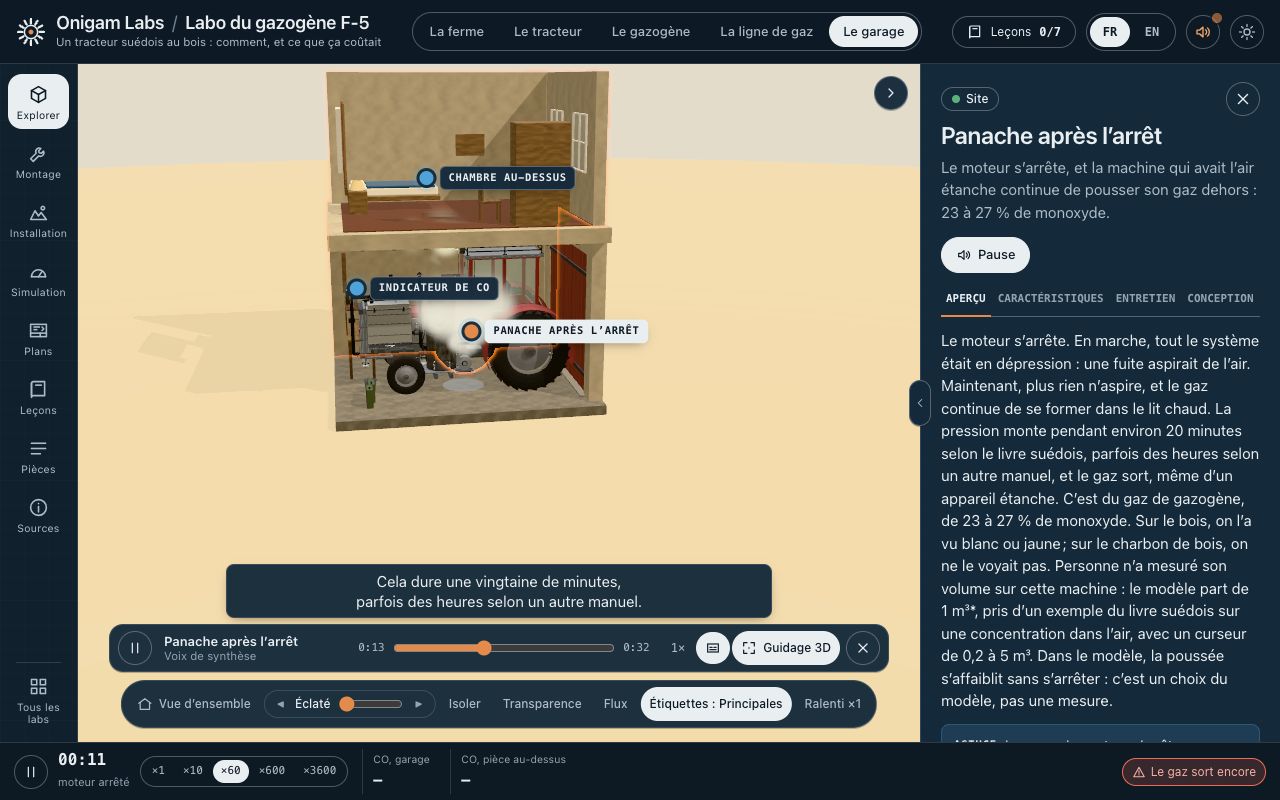 Onigam Labs / Labo du gazogène F-5
Un tracteur suédois au bois : comment, et ce que ça coûtait
La ferme
Le tracteur
Le gazogène
La ligne de gaz
Le garage
Leçons 0/7
FR
EN
Explorer
Montage
Installation
Simulation
Plans
Leçons
Pièces
Sources
Tous les
labs
CHAMBRE AU-DESSUS
INDICATEUR DE CO
PANACHE APRÈS L'ARRÊT
Cela dure une vingtaine de minutes,
parfois des heures selon un autre manuel.
Panache après l'arrêt
Voix de synthèse
0:13
0:32
1×
Guidage 3D
Vue d'ensemble
Éclaté
Isoler
Transparence
Flux
Étiquettes : Principales
Ralenti ×1
Site
Panache après l'arrêt
Le moteur s'arrête, et la machine qui avait l'air
étanche continue de pousser son gaz dehors :
23 à 27 % de monoxyde.
Pause
APERÇU
CARACTÉRISTIQUES
ENTRETIEN
CONCEPTION
Le moteur s'arrête. En marche, tout le système
était en dépression : une fuite aspirait de l'air.
Maintenant, plus rien n'aspire, et le gaz
continue de se former dans le lit chaud. La
pression monte pendant environ 20 minutes
selon le livre suédois, parfois des heures selon
un autre manuel, et le gaz sort, même d'un
appareil étanche. C'est du gaz de gazogène,
de 23 à 27 % de monoxyde. Sur le bois, on l'a
vu blanc ou jaune ; sur le charbon de bois, on
ne le voyait pas. Personne n'a mesuré son
volume sur cette machine : le modèle part de
1 m³*, pris d'un exemple du livre suédois sur
une concentration dans l'air, avec un curseur
de 0,2 à 5 m³. Dans le modèle, la poussée
s'affaiblit sans s'arrêter : c'est un choix du
modèle, pas une mesure.
00:11
moteur arrêté
×1
×10
×60
×600
×3600
CO, garage
–
CO, pièce au-dessus
–
Le gaz sort encore